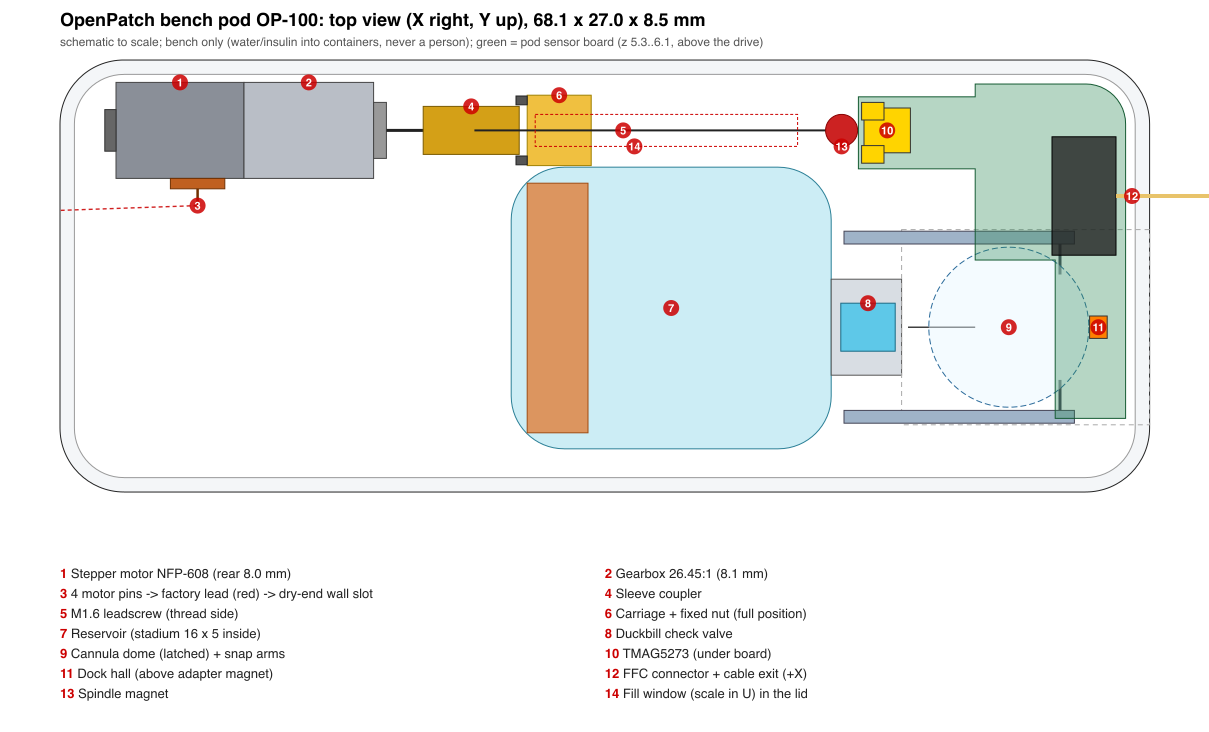 OpenPatch bench pod OP-100: top view (X right, Y up), 68.1 x 27.0 x 8.5 mm
schematic to scale; bench only (water/insulin into containers, never a person); green = pod sensor board (z 5.3..6.1, above the drive)
1
2
6
4
5
10
14
13
12
3
8
7
9
11
1 Stepper motor NFP-608 (rear 8.0 mm)
2 Gearbox 26.45:1 (8.1 mm)
3 4 motor pins -> factory lead (red) -> dry-end wall slot
4 Sleeve coupler
5 M1.6 leadscrew (thread side)
6 Carriage + fixed nut (full position)
7 Reservoir (stadium 16 x 5 inside)
8 Duckbill check valve
9 Cannula dome (latched) + snap arms
10 TMAG5273 (under board)
11 Dock hall (above adapter magnet)
12 FFC connector + cable exit (+X)
13 Spindle magnet
14 Fill window (scale in U) in the lid